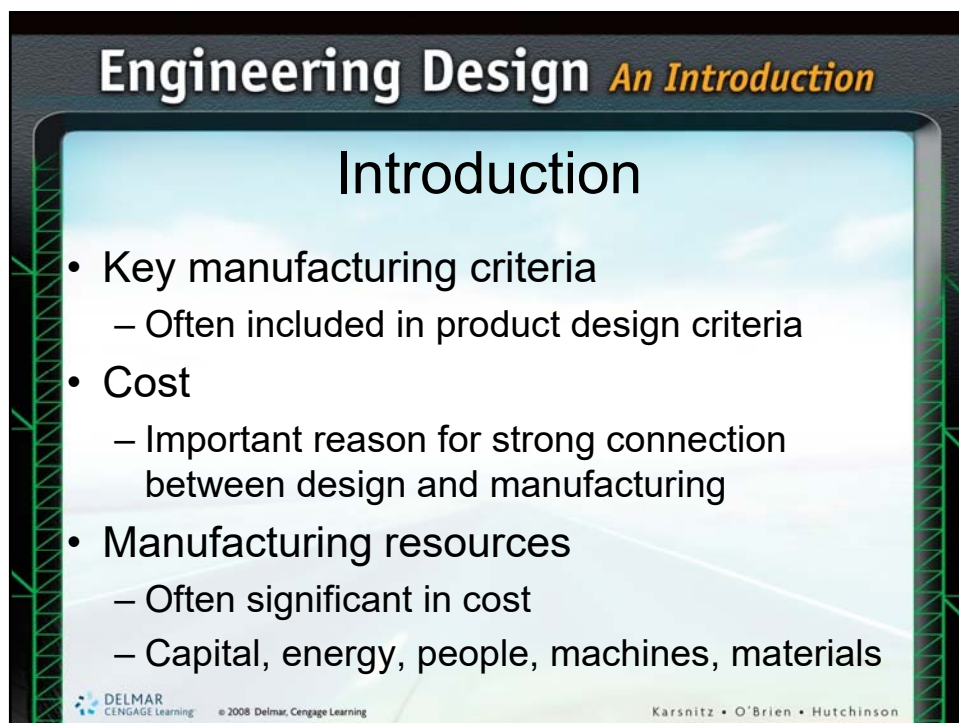 Engineering Design An Introduction
Introduction
• Key manufacturing criteria
– Often included in product design criteria
• Cost
– Important reason for strong connection
between design and manufacturing
• Manufacturing resources
– Often significant in cost
– Capital, energy, people, machines, materials
DELMAR
CENGAGE Learning
© 2008 Delmar, Cengage Learning
Karsnitz • O'Brien • Hutchinson